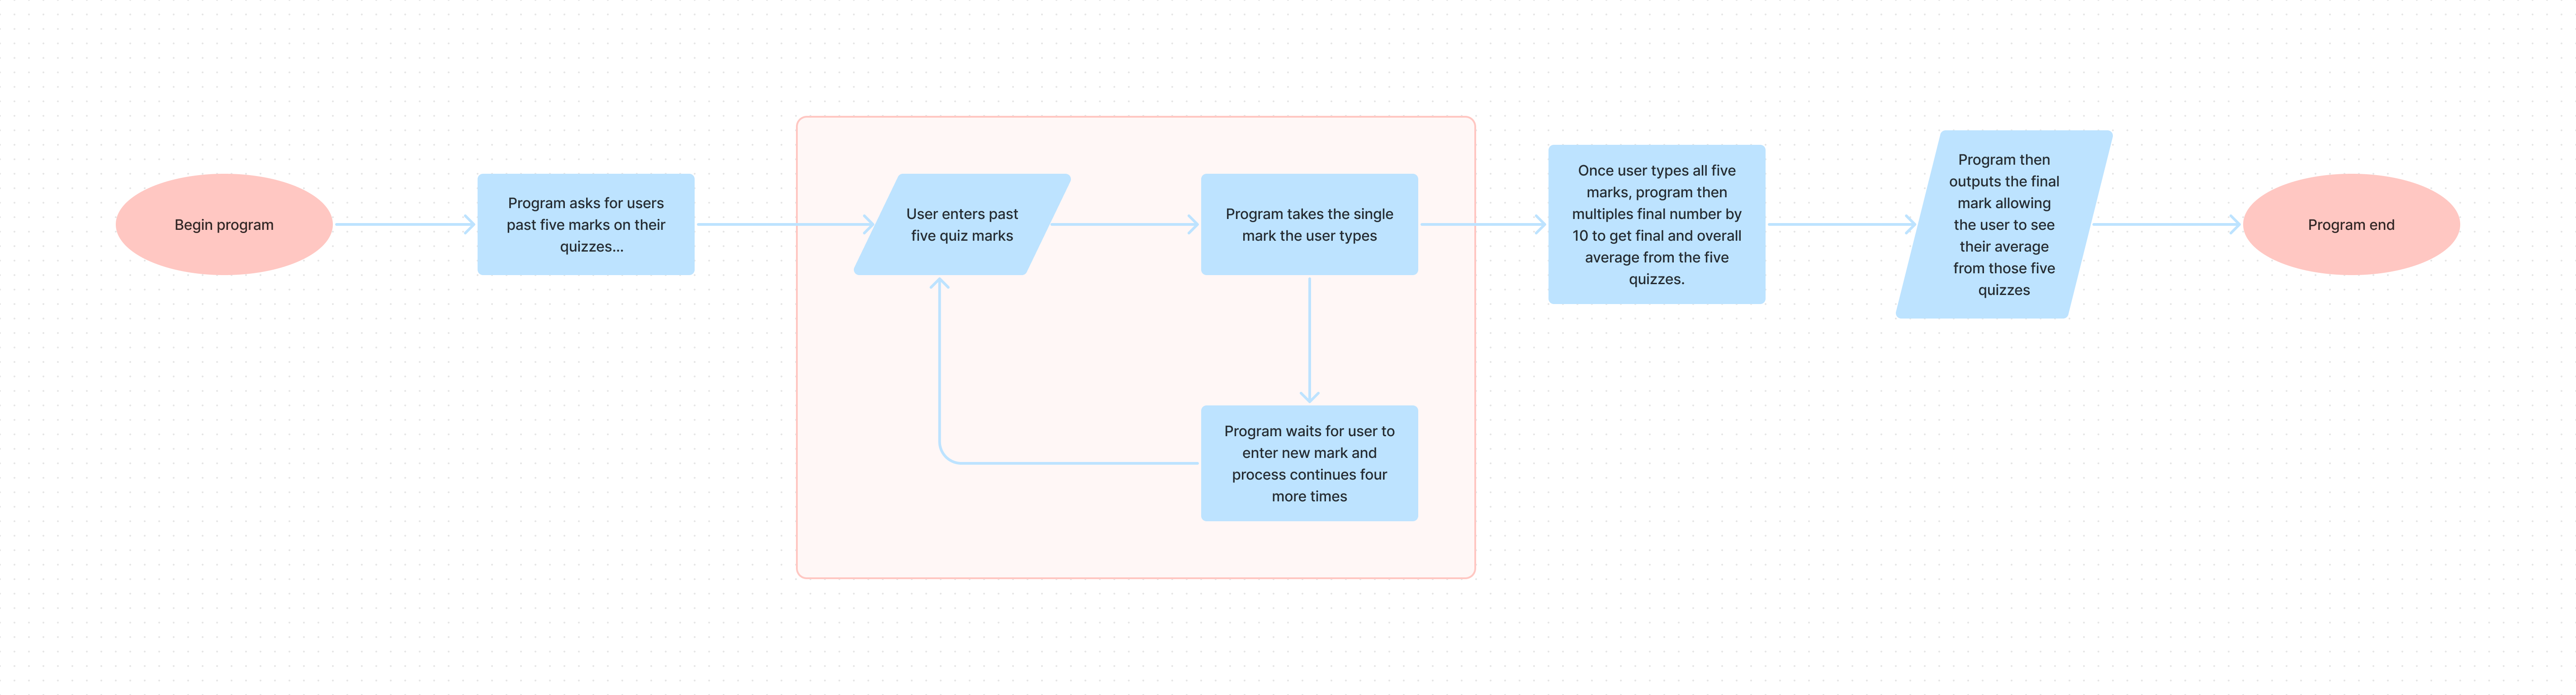 Begin program
Program asks for users
past five marks on their
quizzes...
User enters past
five quiz marks
Program takes the single
mark the user types
Program waits for user to
enter new mark and
process continues four
more times
Once user types all five
marks, program then
multiples final number by
10 to get final and overall
average from the five
quizzes.
Program then
outputs the final
mark allowing
the user to see
their average
from those five
quizzes
Program end